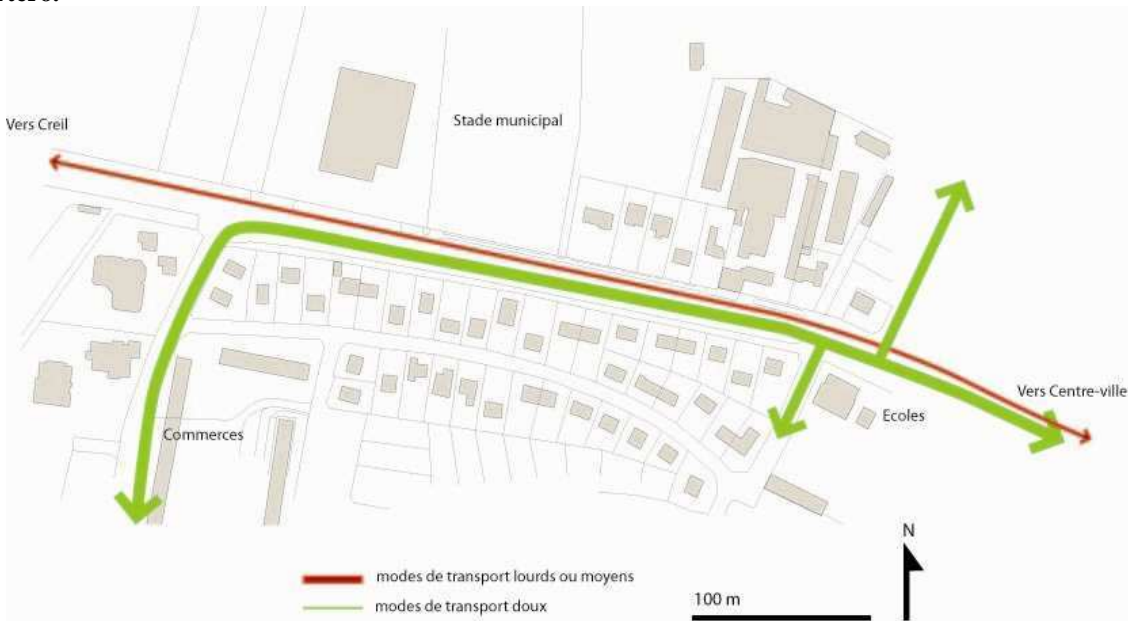 Vers Creil
Stade municipal
Vers Centre-ville
Ecoles
Commerces
N
modes de transport lourds ou moyens
100 m
modes de transport doux